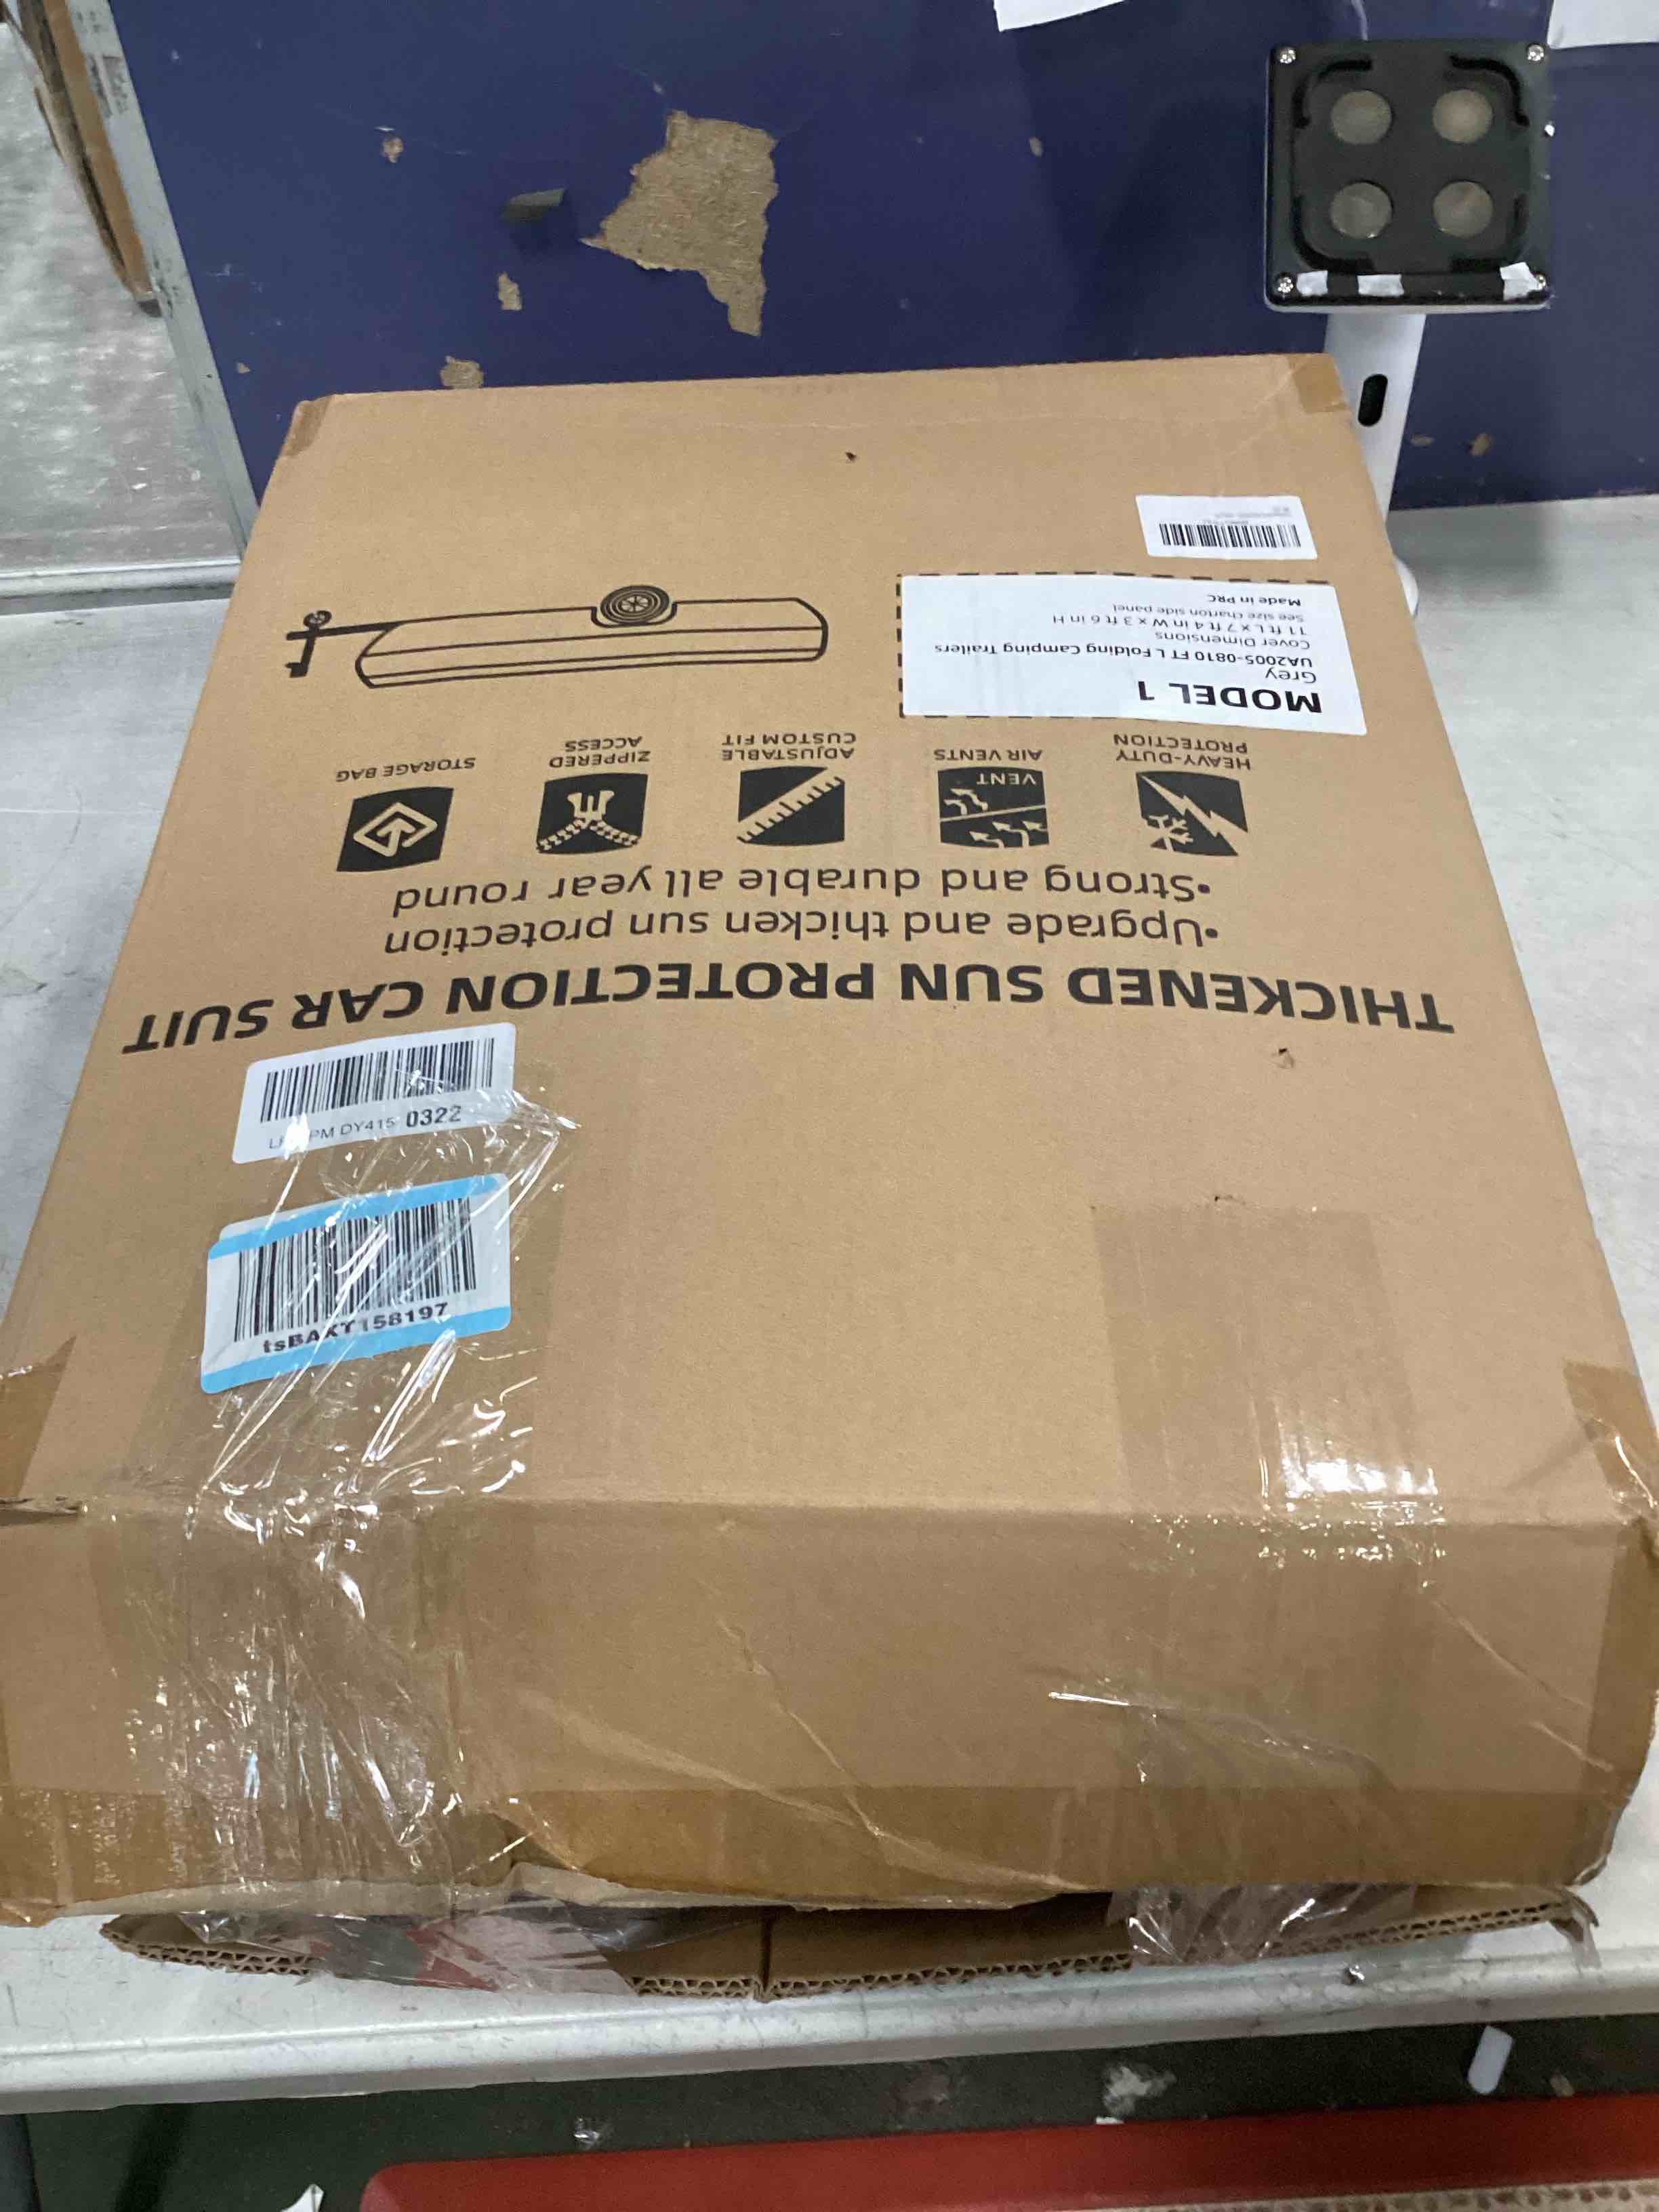 THICKENED SUN PROTECTION CAR SUIT
•Upgrade and thicken sun protection
•Strong and durable all year round
HEAVY-DUTY
PROTECTION
VENT
AIR VENTS
ADJUSTABLE
CUSTOM FIT
ZIPPERED
ACCESS
STORAGE BAG
MODEL 1
Grey
UA2005-0810 FT L Folding Camping Trailers
Cover Dimensions
11 ft L x 7 ft 4 in W x 3 ft 6 in H
See size charton side panel
Made in PRC
PM DY415 0322
tsBAKT158197